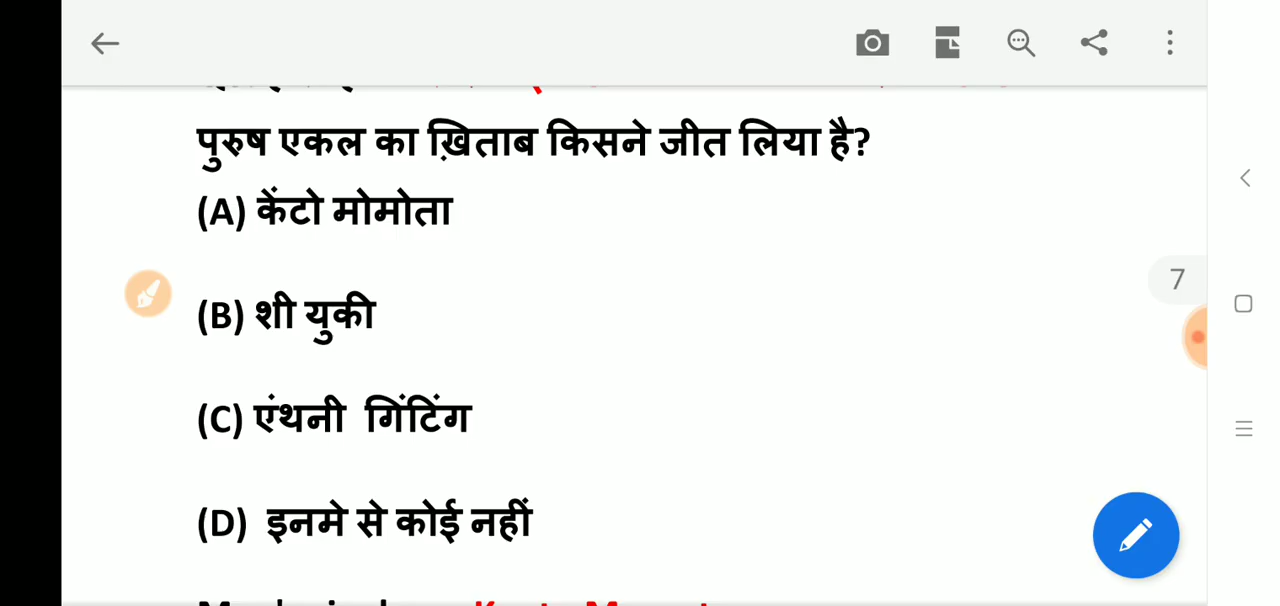 पुरुष एकल का ख़िताब किसने जीत लिया है?
(A) केंटो मोमोता
(B) शी युकी
7
(C) एंथनी गिंटिंग
(D) इनमे से कोई नहीं